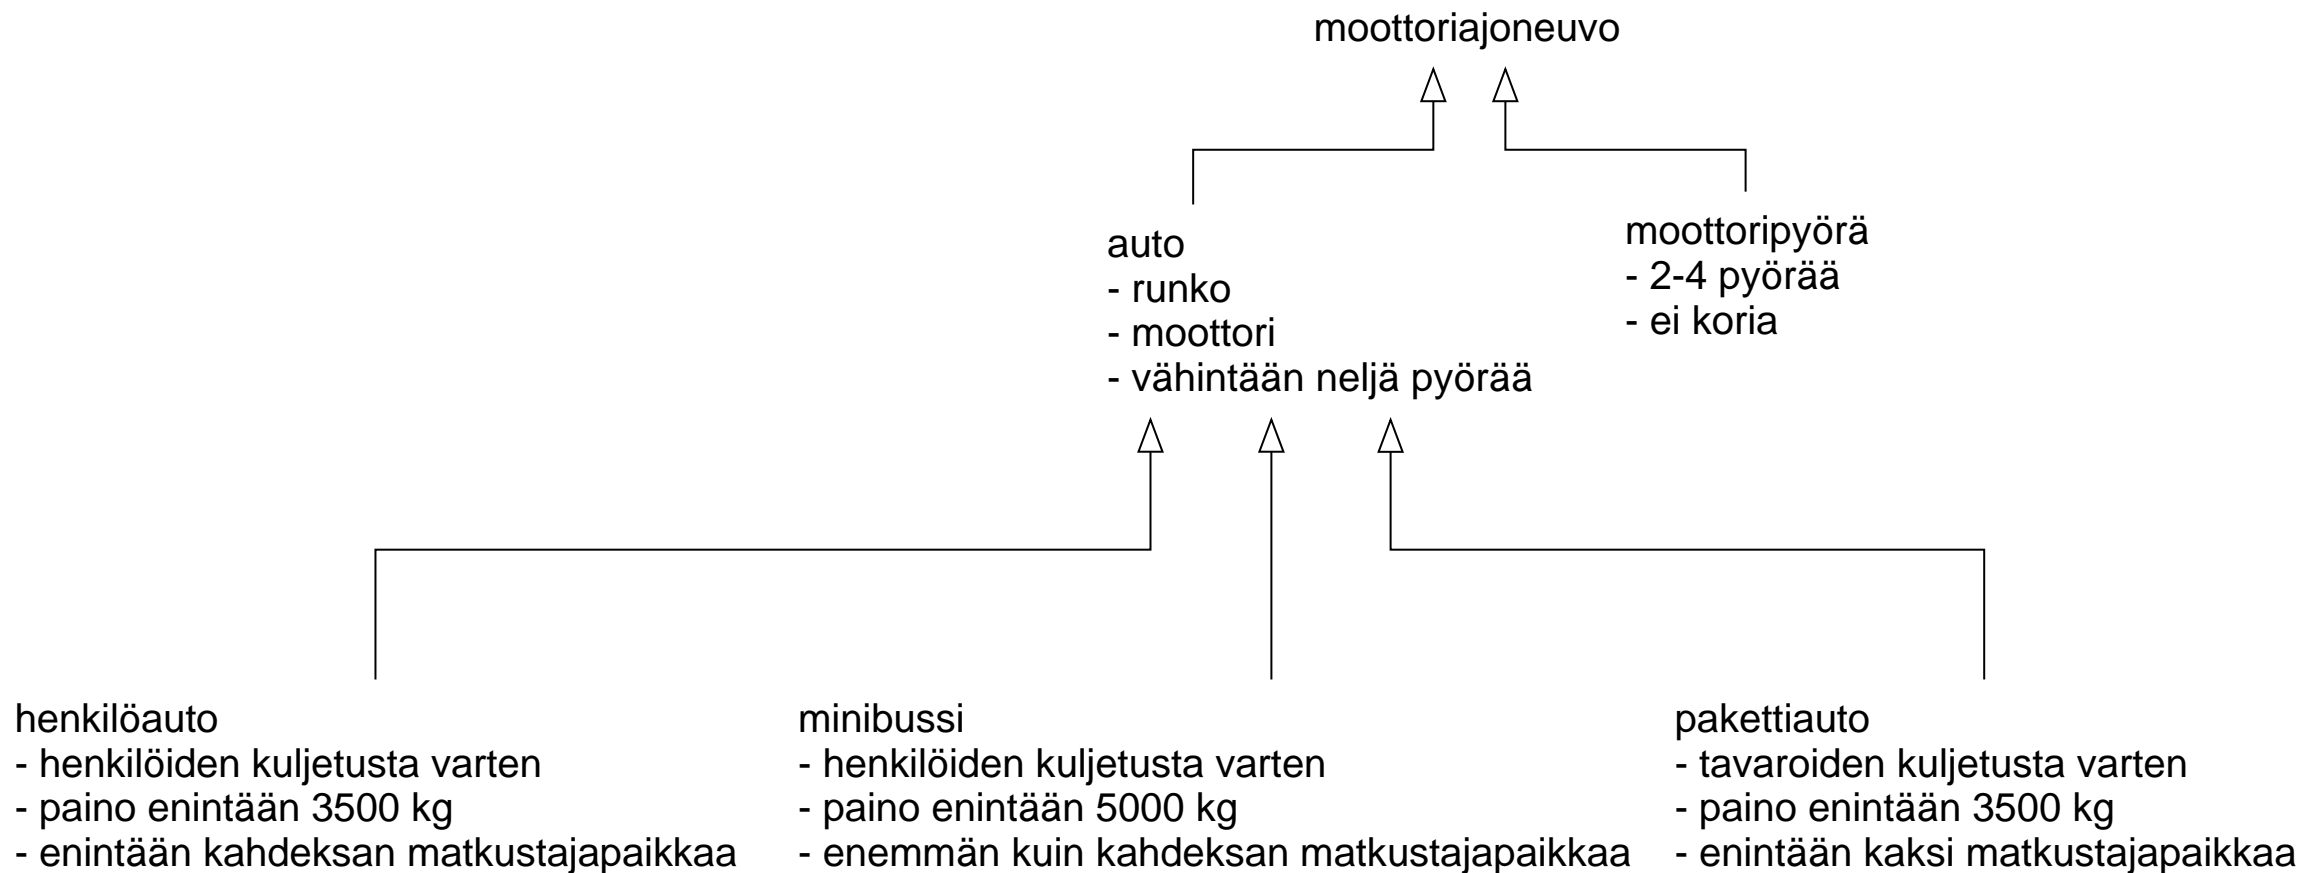 moottoriajoneuvo
auto
- runko
- moottori
- vähintään neljä pyörää
moottoripyörä
- 2-4 pyörää
- ei koria
henkilöauto
- henkilöiden kuljetusta varten
- paino enintään 3500 kg
- enintään kahdeksan matkustajapaikkaa
minibussi
- henkilöiden kuljetusta varten
- paino enintään 5000 kg
- enemmän kuin kahdeksan matkustajapaikkaa
pakettiauto
- tavaroiden kuljetusta varten
- paino enintään 3500 kg
- enintään kaksi matkustajapaikkaa